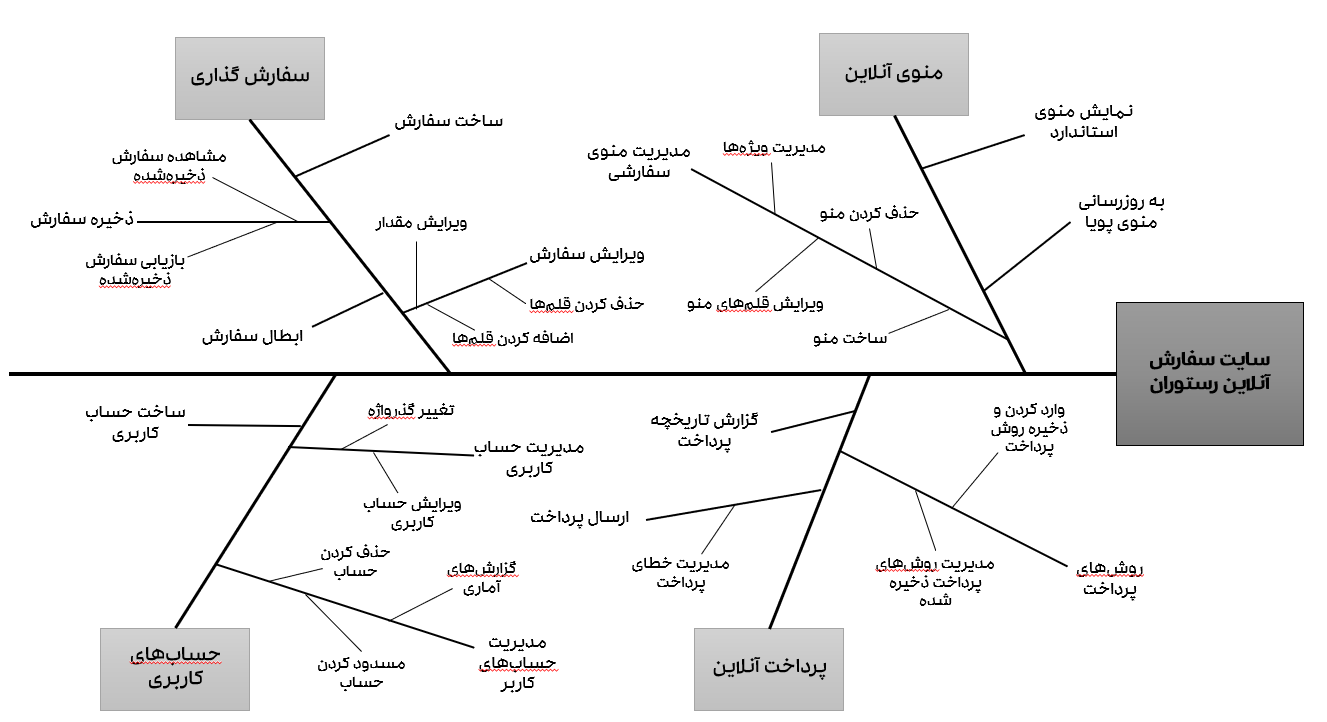 منوی آنلاین
نمایش منوی
استاندارد
به روزرسانی
منوی پویا
مدیریت منوی
سفارشی
مدیریت ویژه‌ها
حذف کردن منو
ویرایش قلم‌های منو
ساخت منو
سفارش گذاری
ساخت سفارش
مشاهده سفارش
ذخیره‌شده
ذخیره سفارش
بازیابی سفارش
ذخیره‌شده
ویرایش مقدار
ویرایش سفارش
حذف کردن قلم‌ها
اضافه کردن قلم‌ها
ابطال سفارش
سایت سفارش
آنلاین رستوران
وارد کردن و
ذخیره روش
پرداخت
گزارش تاریخچه
پرداخت
ارسال پرداخت
مدیریت خطای
پرداخت
مدیریت روش‌های
پرداخت ذخیره
شده
روش‌های
پرداخت
پرداخت آنلاین
ساخت حساب
کاربری
تغییر گذرواژه
مدیریت حساب
کاربری
ویرایش حساب
کاربری
حذف کردن
حساب
گزارش‌های
آماری
مسدود کردن
حساب
مدیریت
حساب‌های
کاربر
حساب‌های
کاربری